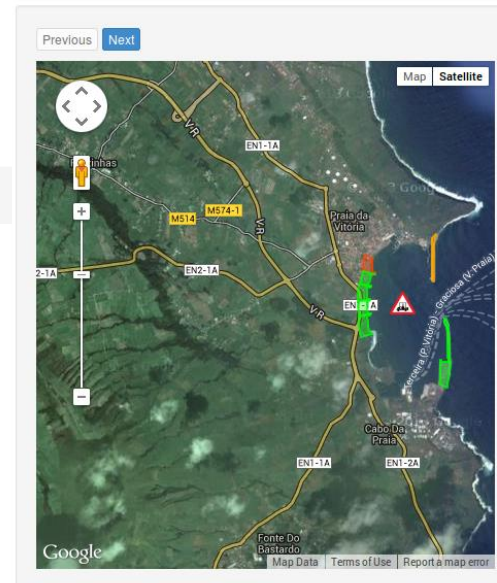 Previous Next
Map Satellite
EN1-1A
V-R
M574-1
M514
Praia da
Vitória
V-R
2-1A
EN2-1A
V-R
Terceira (P. Vitória) - Graciosa (V. Praia)
Cabo Da
Praia
EN1-1A
EN1-2A
Fonte Do
Bastardo
Google
Map Data Terms of Use Report a map error